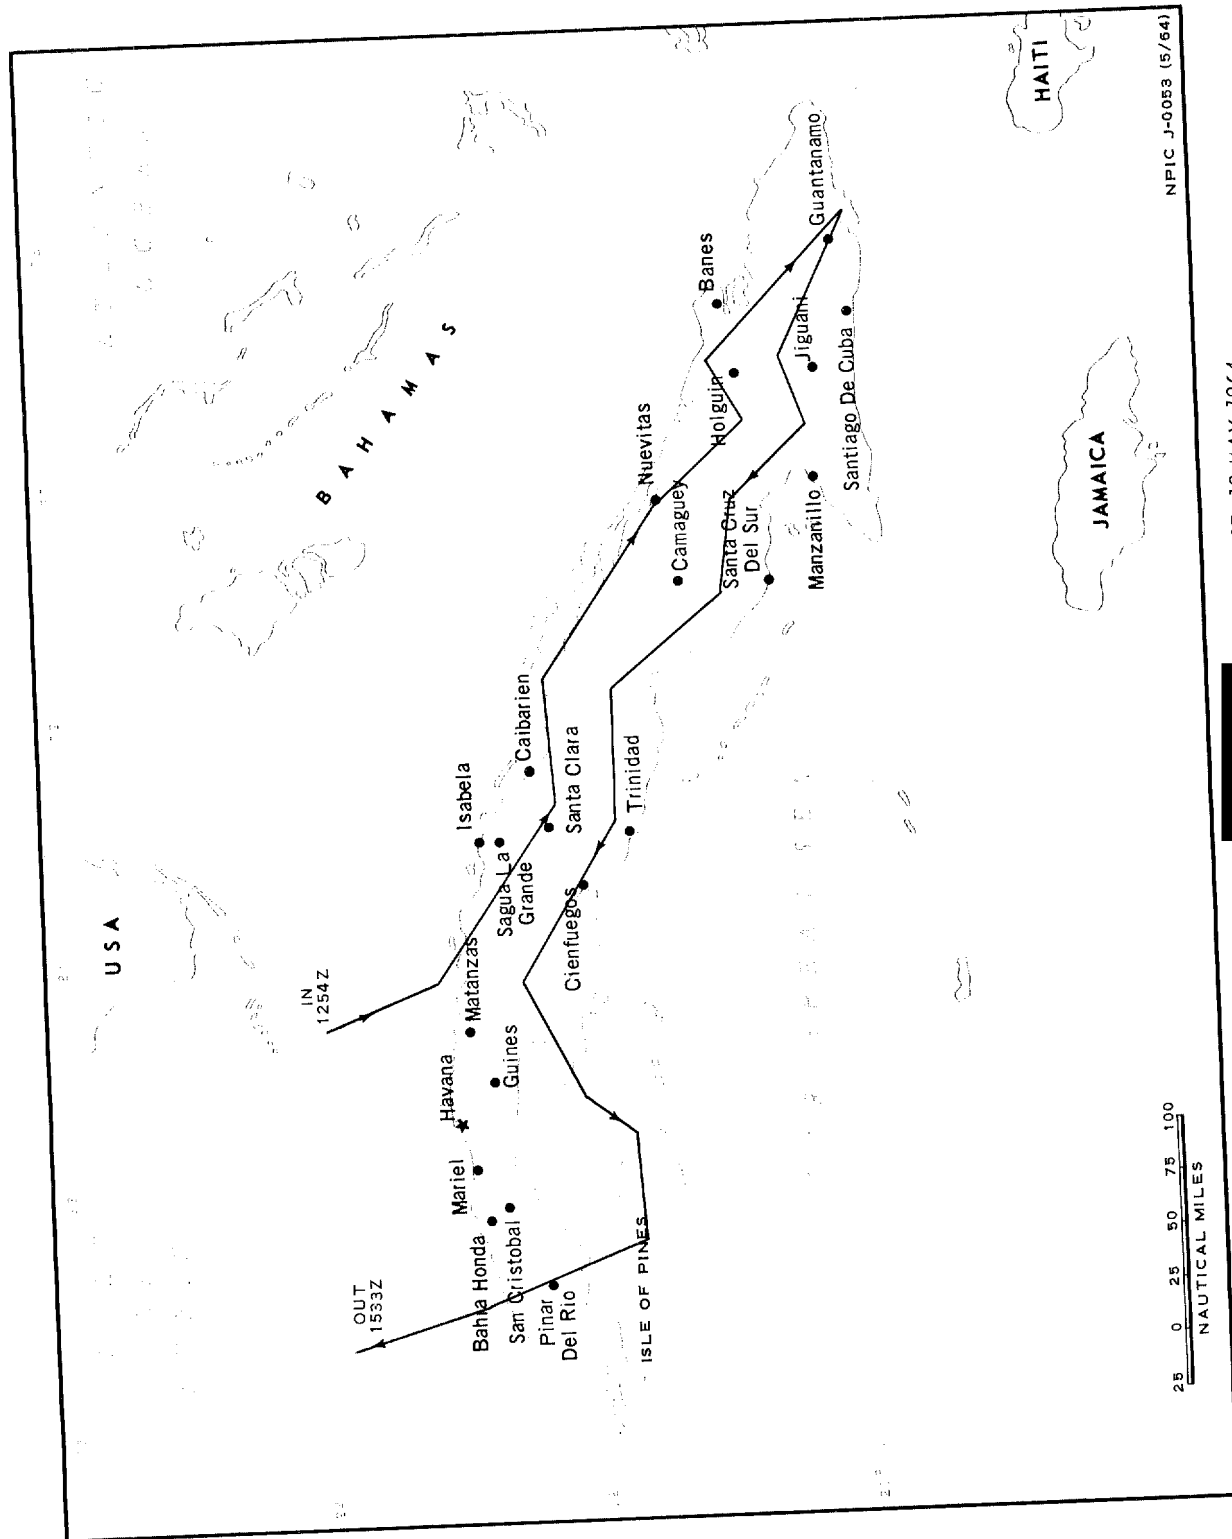 USA
BAHAMAS
IN
1254Z
OUT
1533Z
Havana
Mariel
Bahia Honda
San Cristobal
Pinar
Del Rio
Guines
Matanzas
Isabela
Sagua La
Grande
Caibarien
Santa Clara
Cienfuegos
Trinidad
ISLE OF PINES
Nuevitas
Camaguey
Santa Cruz
Del Sur
Holguin
Banes
Jiguani
Manzanillo
Santiago De Cuba
Guantanamo
JAMAICA
HAITI
25 0 25 50 75 100
NAUTICAL MILES
NPIC J-0053 (5/64)